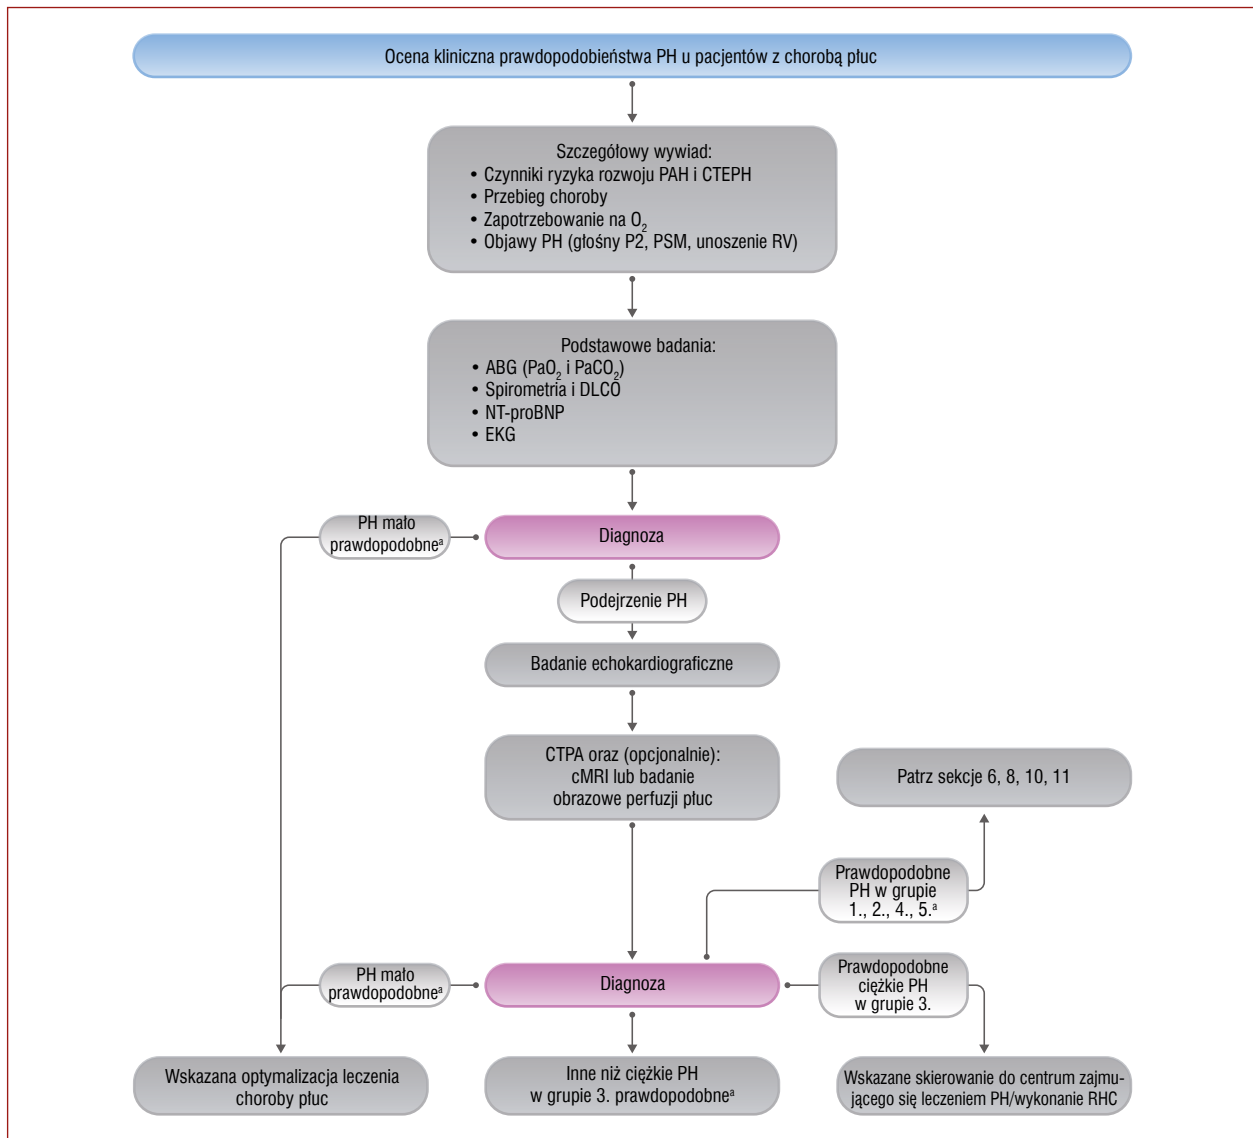 Ocena kliniczna prawdopodobieństwa PH u pacjentów z chorobą płuc
Szczegółowy wywiad:
• Czynniki ryzyka rozwoju PAH i CTEPH
• Przebieg choroby
• Zapotrzebowanie na O₂
• Objawy PH (głośny P2, PSM, unoszenie RV)
Podstawowe badania:
• ABG (PaO₂ i PaCO₂)
• Spirometria i DLCO
• NT-proBNP
• EKG
PH mało
prawdopodobneᵃ
Diagnoza
Podejrzenie PH
Badanie echokardiograficzne
CTPA oraz (opcjonalnie):
cMRI lub badanie
obrazowe perfuzji płuc
Patrz sekcje 6, 8, 10, 11
Prawdopodobne
PH w grupie
1., 2., 4., 5.ᵃ
PH mało
prawdopodobneᵃ
Diagnoza
Prawdopodobne
ciężkie PH
w grupie 3.
Wskazana optymalizacja leczenia
choroby płuc
Inne niż ciężkie PH
w grupie 3. prawdopodobneᵃ
Wskazane skierowanie do centrum zajmu-
jącego się leczeniem PH/wykonanie RHC